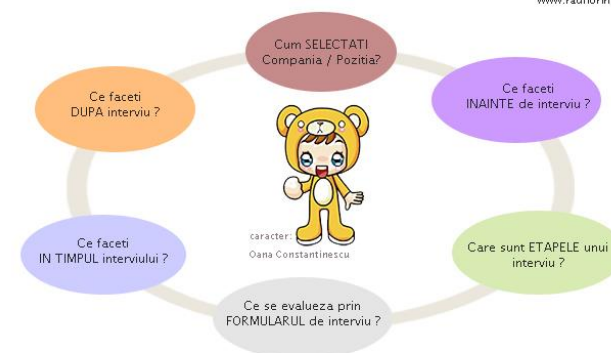 Cum SELECTATI
Compania / Pozitia?
Ce faceti
INAINTE de interviu ?
Care sunt ETAPELE unui
interviu ?
Ce se evalueza prin
FORMULARUL de interviu ?
Ce faceti
IN TIMPUL interviului ?
Ce faceti
DUPA interviu ?
caracter:
Oana Constantinescu